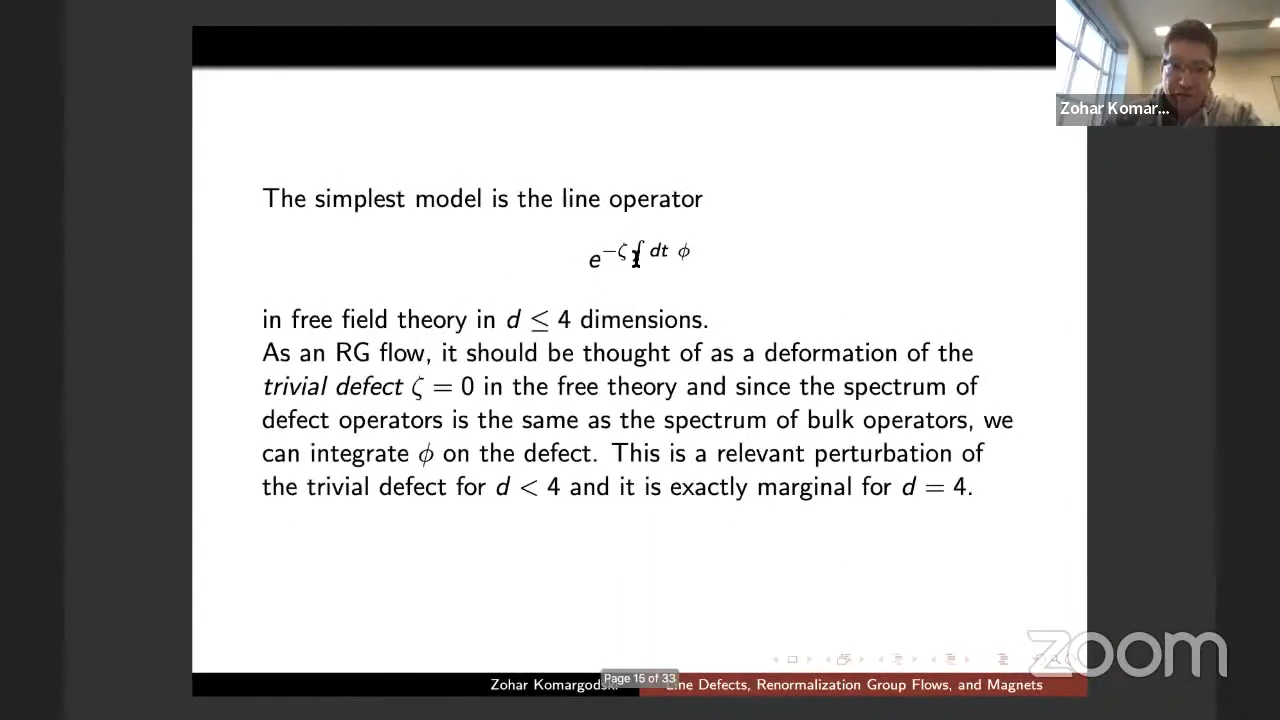 Zohar Komar...
The simplest model is the line operator
e^{−ζ ∫ dt ϕ}
in free field theory in d ≤ 4 dimensions.
As an RG flow, it should be thought of as a deformation of the
trivial defect ζ = 0 in the free theory and since the spectrum of
defect operators is the same as the spectrum of bulk operators, we
can integrate ϕ on the defect. This is a relevant perturbation of
the trivial defect for d < 4 and it is exactly marginal for d = 4.
zoom
Zohar Komargodski
Page 15 of 33
Line Defects, Renormalization Group Flows, and Magnets